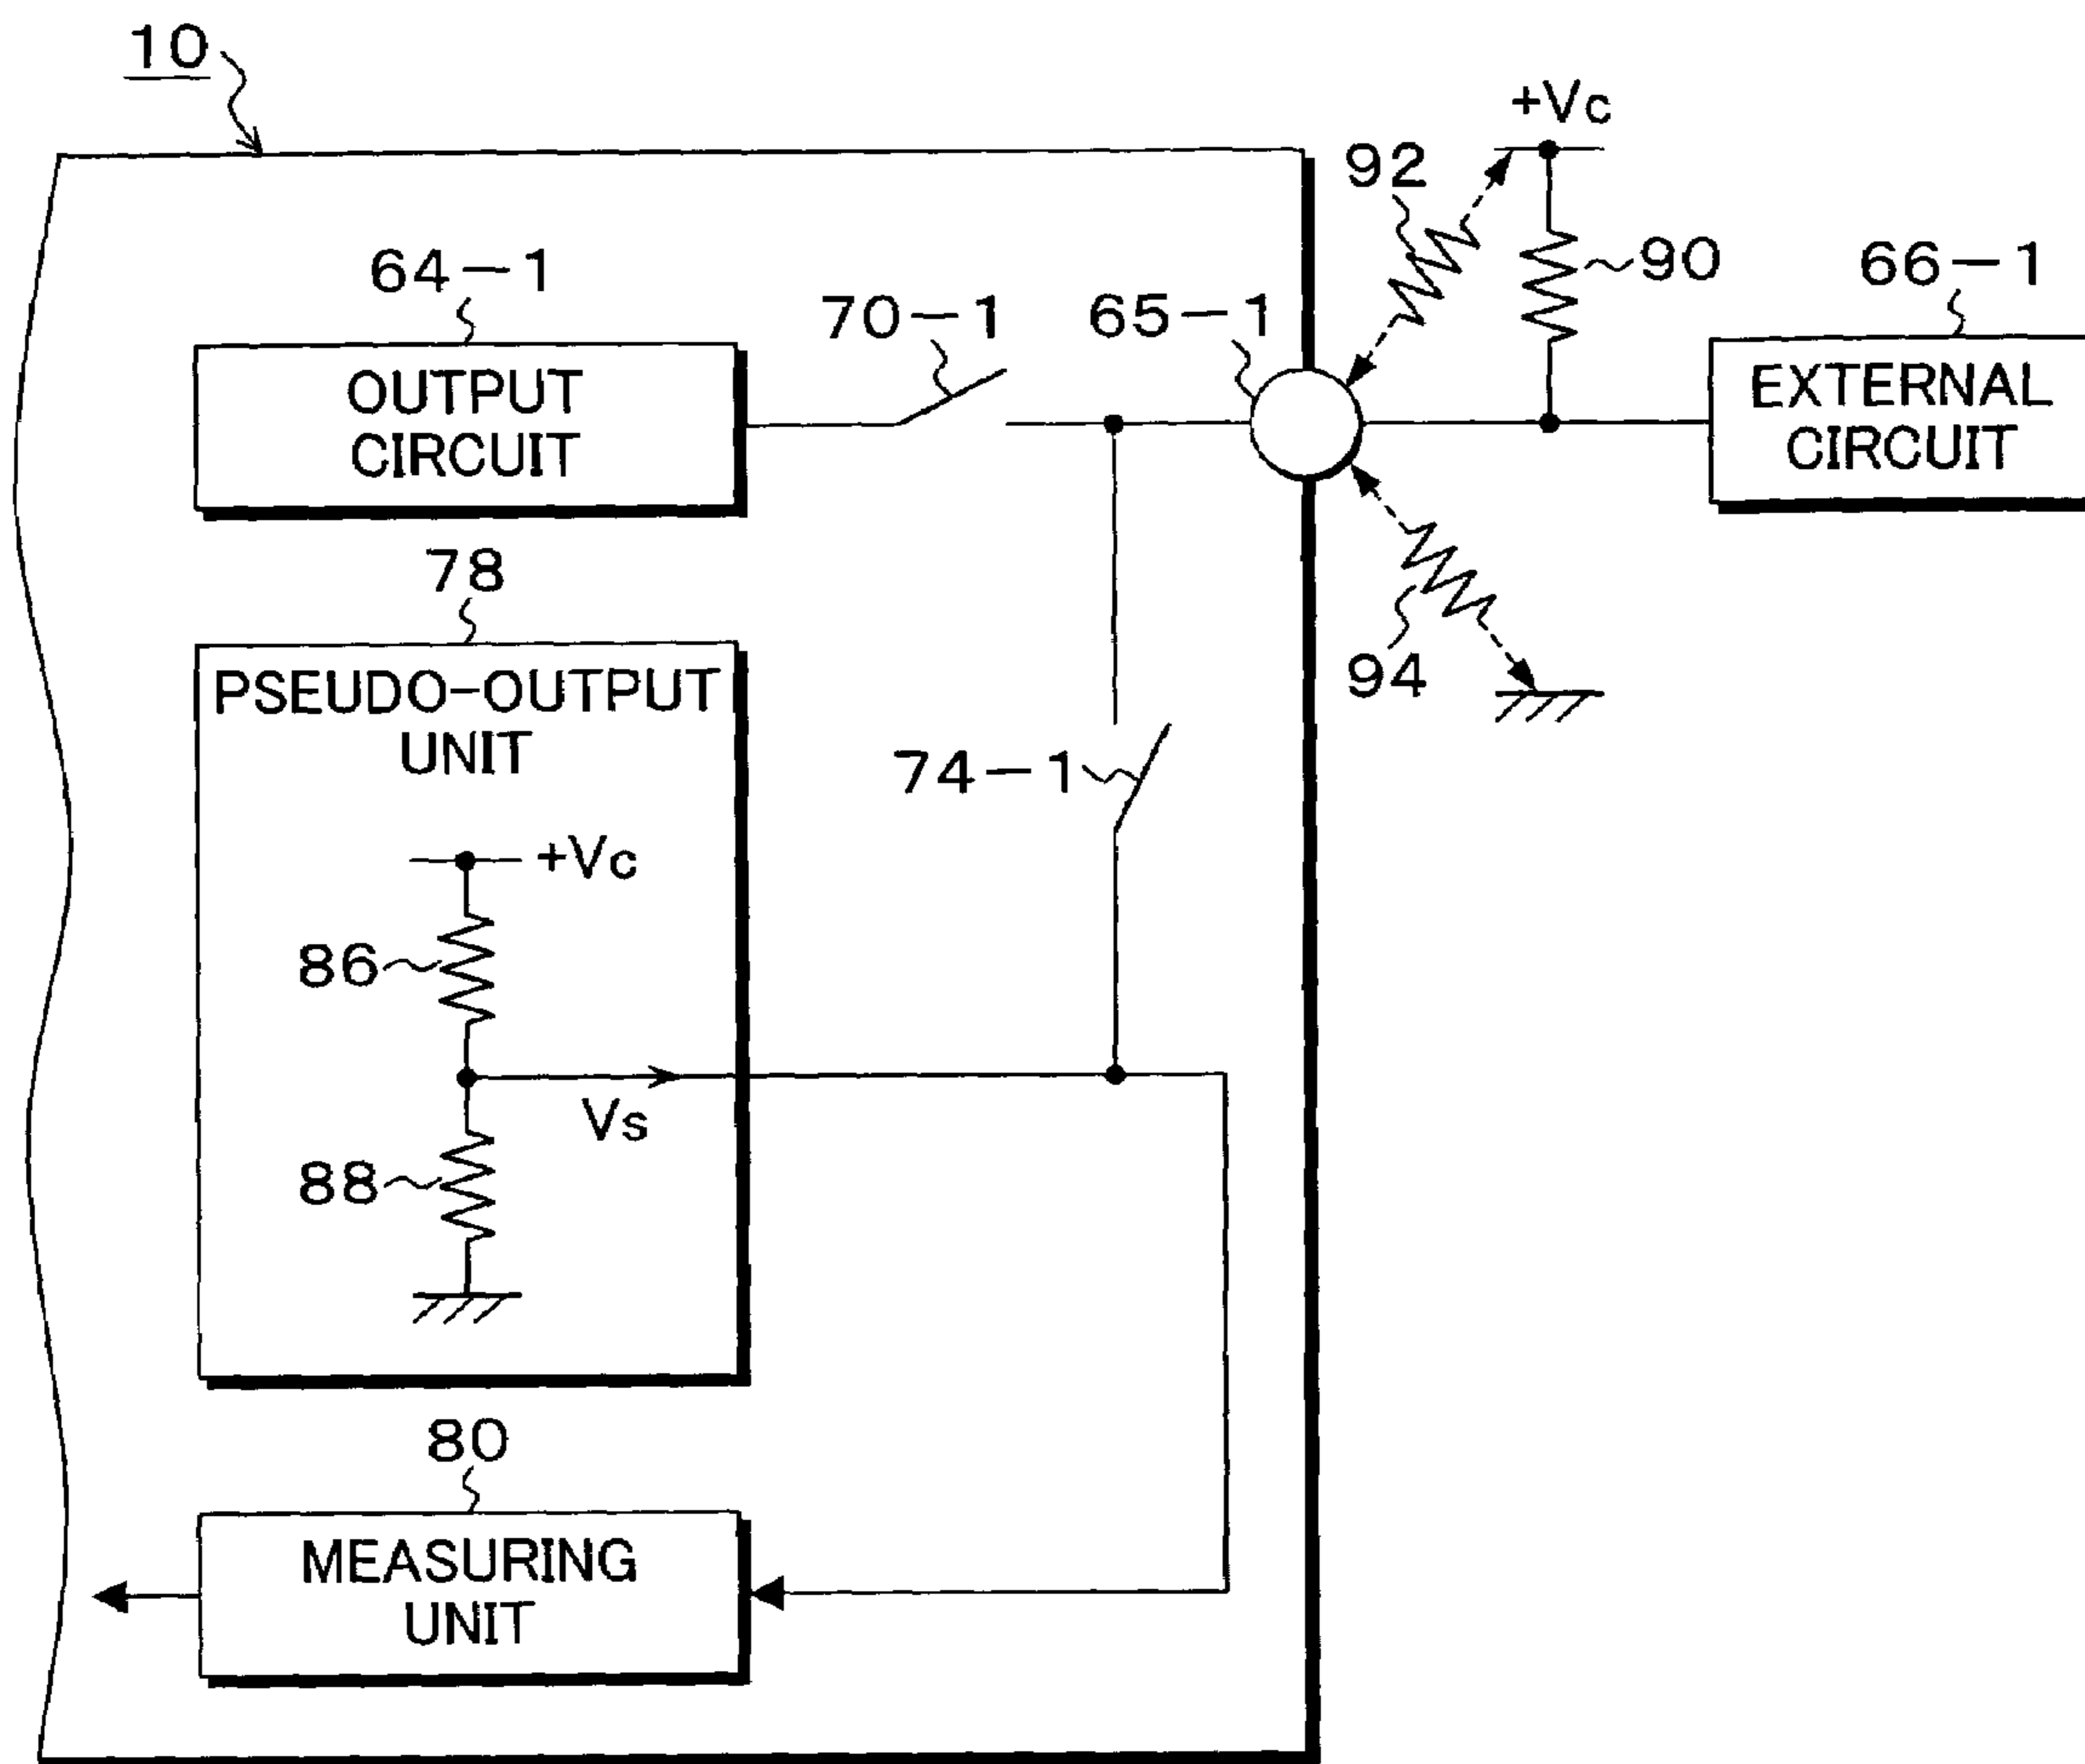 10
+Vc
92
90
64-1
70-1
65-1
66-1
OUTPUT
CIRCUIT
EXTERNAL
CIRCUIT
78
94
PSEUDO-OUTPUT
UNIT
74-1
+Vc
86
Vs
88
80
MEASURING
UNIT